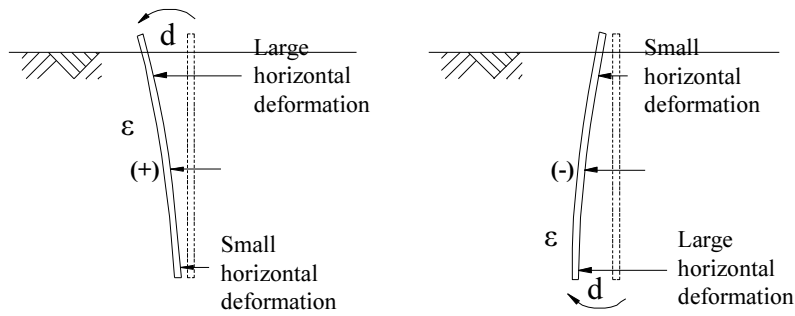 d
Large
horizontal
deformation
ε
(+)
Small
horizontal
deformation
Small
horizontal
deformation
(-)
ε
Large
horizontal
deformation
d